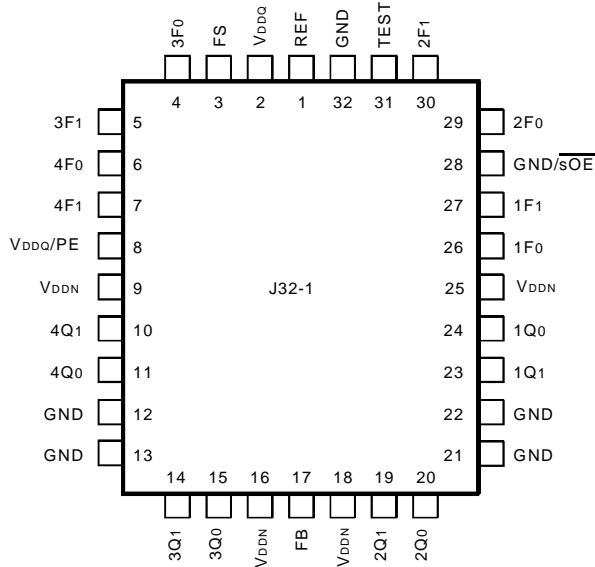 3F0 FS VDDQ REF GND TEST 2F1
4 3 2 1 32 31 30
3F1 5 29 2F0
4F0 6 28 GND/sOE
4F1 7 27 1F1
VDDQ/PE 8 26 1F0
VDDN 9 J32-1 25 VDDN
4Q1 10 24 1Q0
4Q0 11 23 1Q1
GND 12 22 GND
GND 13 21 GND
14 15 16 17 18 19 20
3Q1 3Q0 VDDN FB VDDN 2Q1 2Q0